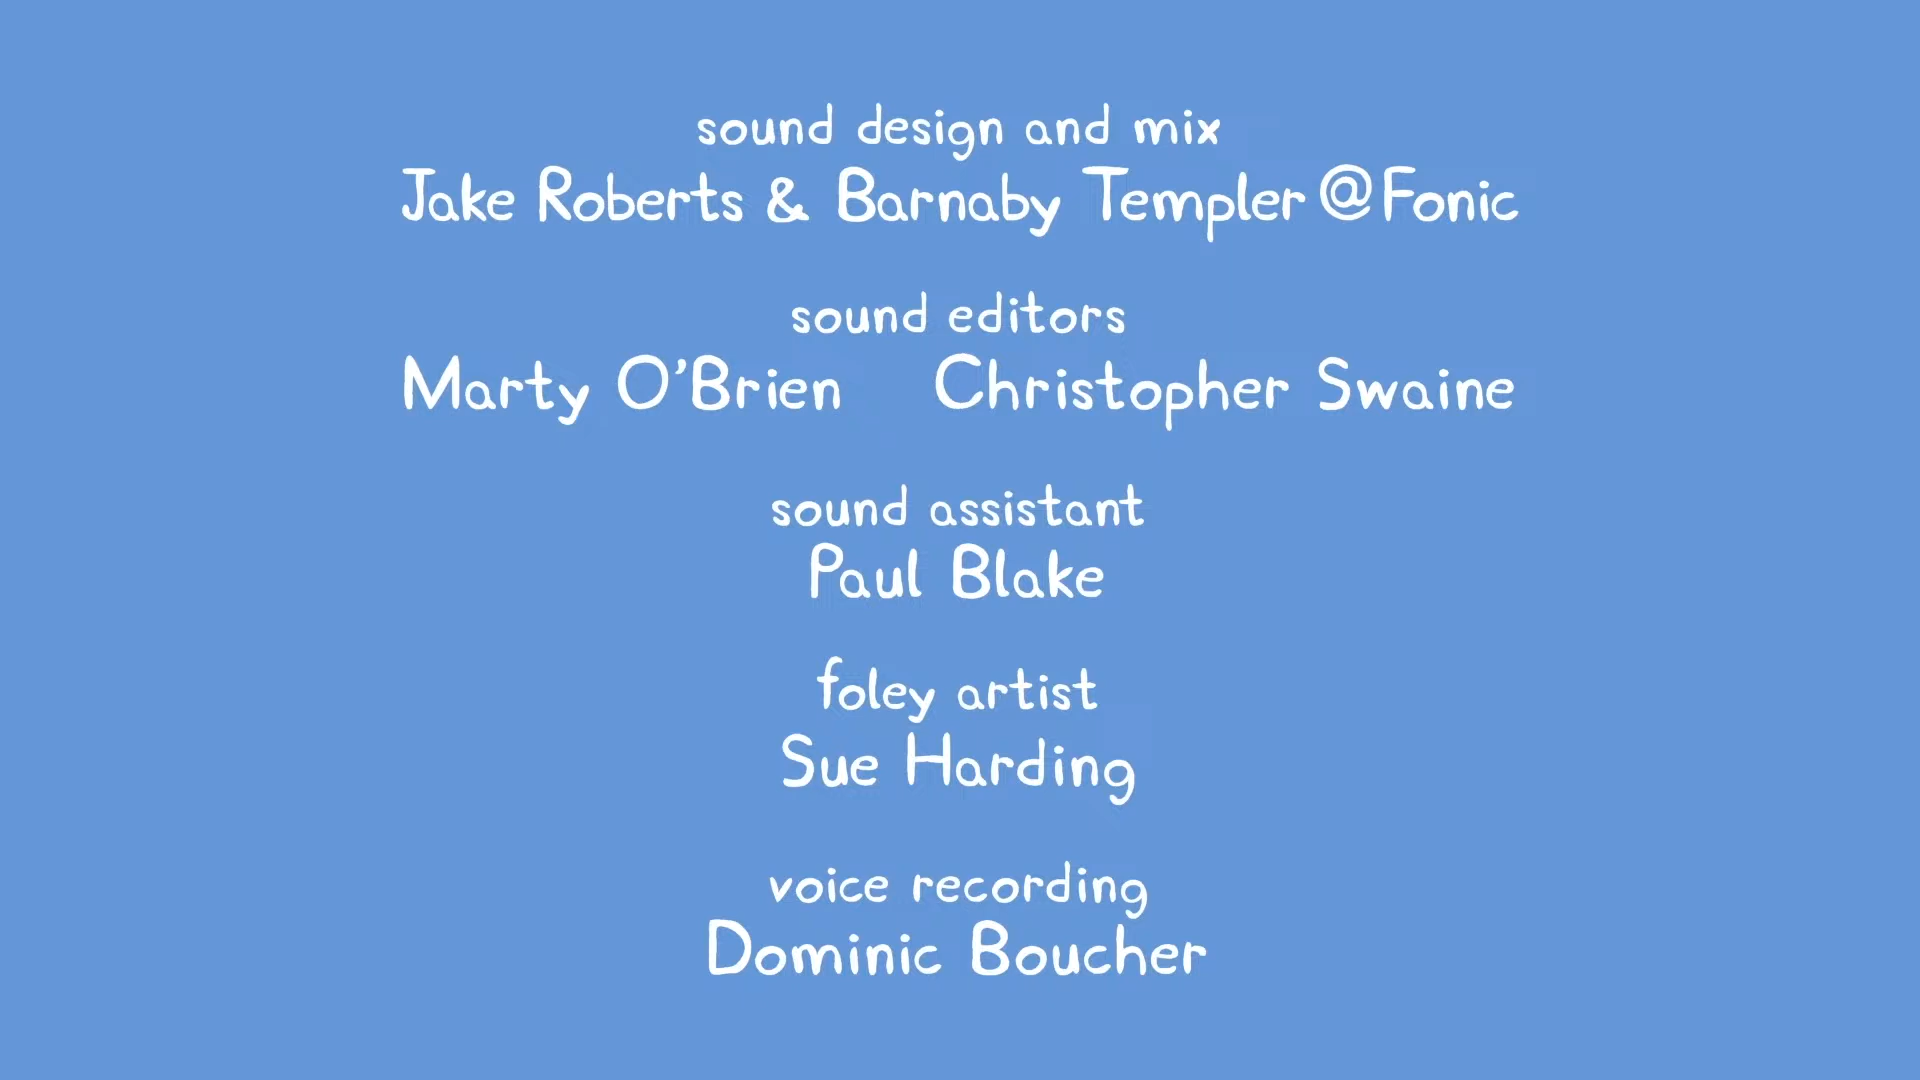 sound design and mix
Jake Roberts & Barnaby Templer @Fonic
sound editors
Marty O'Brien Christopher Swaine
sound assistant
Paul Blake
foley artist
Sue Harding
voice recording
Dominic Boucher